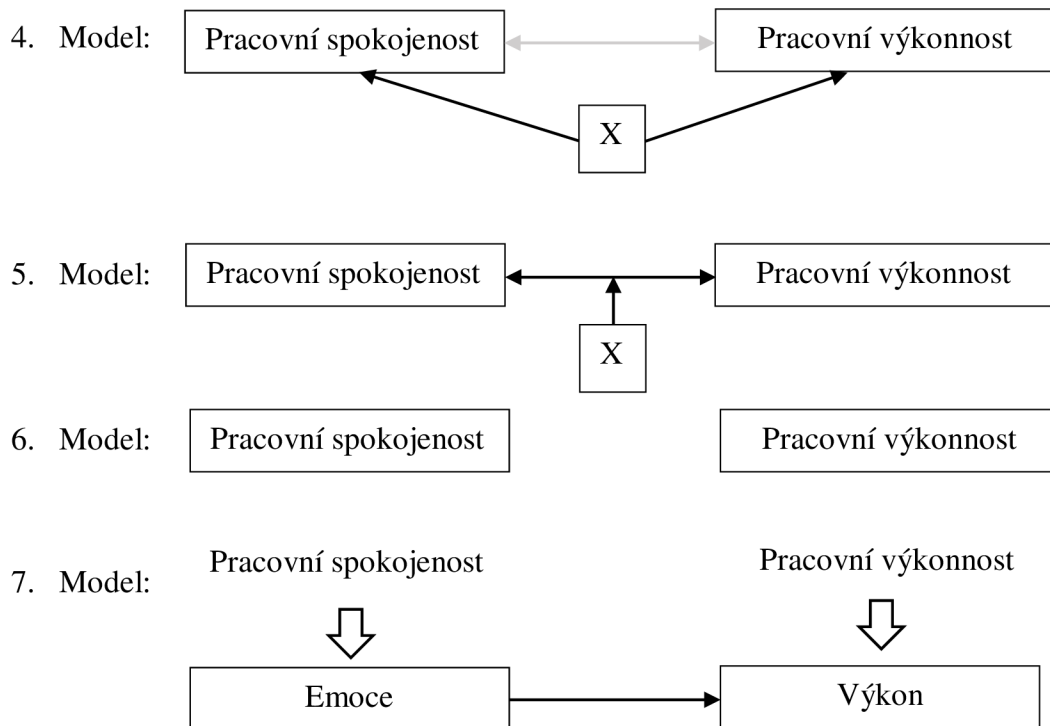 4. Model: Pracovní spokojenost Pracovní výkonnost
X
5. Model: Pracovní spokojenost Pracovní výkonnost
X
6. Model: Pracovní spokojenost Pracovní výkonnost
7. Model: Pracovní spokojenost Pracovní výkonnost
Emoce Výkon